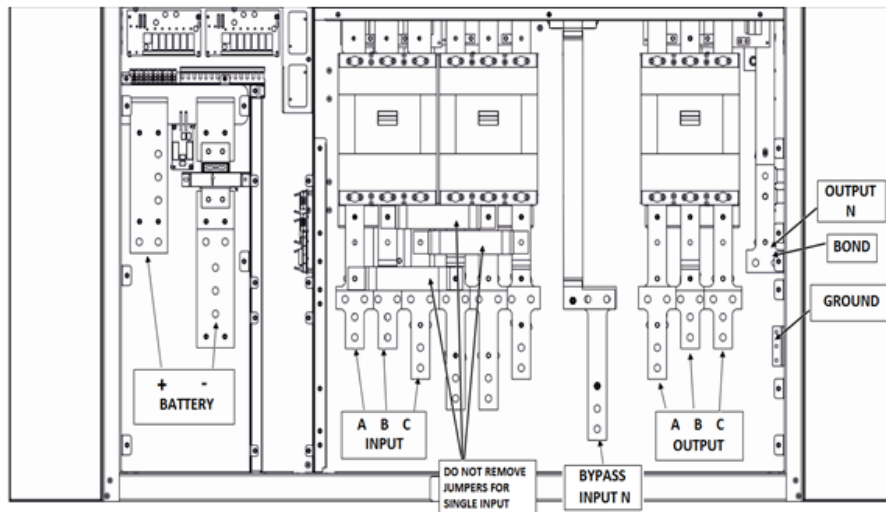 OUTPUT
N
BOND
GROUND
+ -
BATTERY
A B C
INPUT
DO NOT REMOVE
JUMPERS FOR
SINGLE INPUT
BYPASS
INPUT N
A B C
OUTPUT